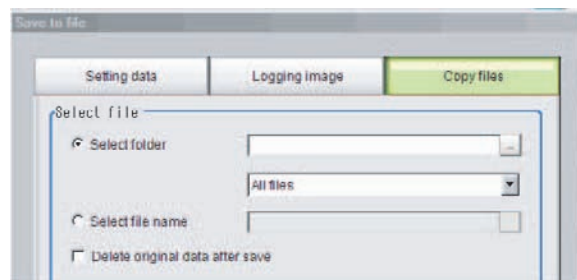 Save to file
Setting data
Logging image
Copy files
Select file
Select folder
...
All files
Select file name
Delete original data after save